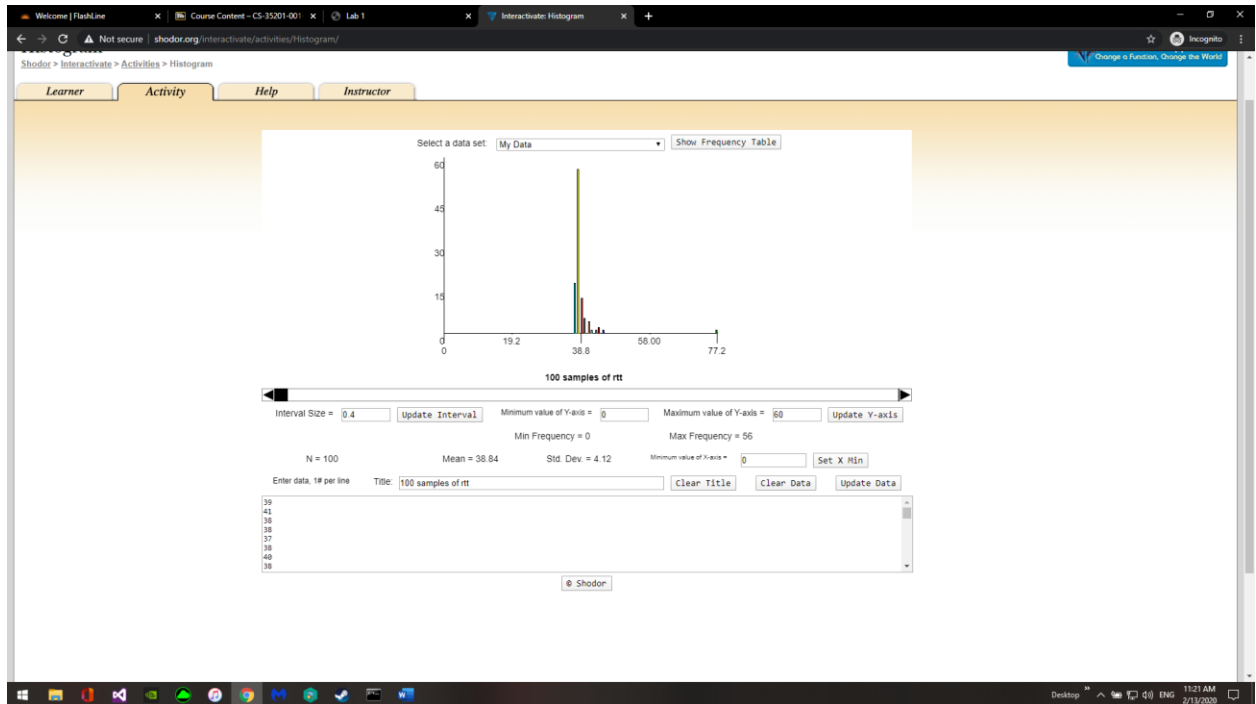 Welcome | FlashLine
Course Content – CS-35201-001
Lab 1
Interactivate: Histogram
Not secure | shodor.org/interactivate/activities/Histogram/
Incognito
Shodor > Interactivate > Activities > Histogram
Change a Function, Change the World
Learner Activity Help Instructor
Select a data set: My Data Show Frequency Table
60
45
30
15
0
0 19.2 38.8 58.00 77.2
100 samples of rtt
Interval Size = 0.4 Update Interval Minimum value of Y-axis = 0 Maximum value of Y-axis = 60 Update Y-axis
Min Frequency = 0 Max Frequency = 56
N = 100 Mean = 38.84 Std. Dev. = 4.12 Minimum value of X-axis = 0 Set X Min
Enter data, 1# per line Title: 100 samples of rtt Clear Title Clear Data Update Data
39
41
38
38
37
38
40
38
© Shodor
Desktop ENG 11:21 AM
2/13/2020